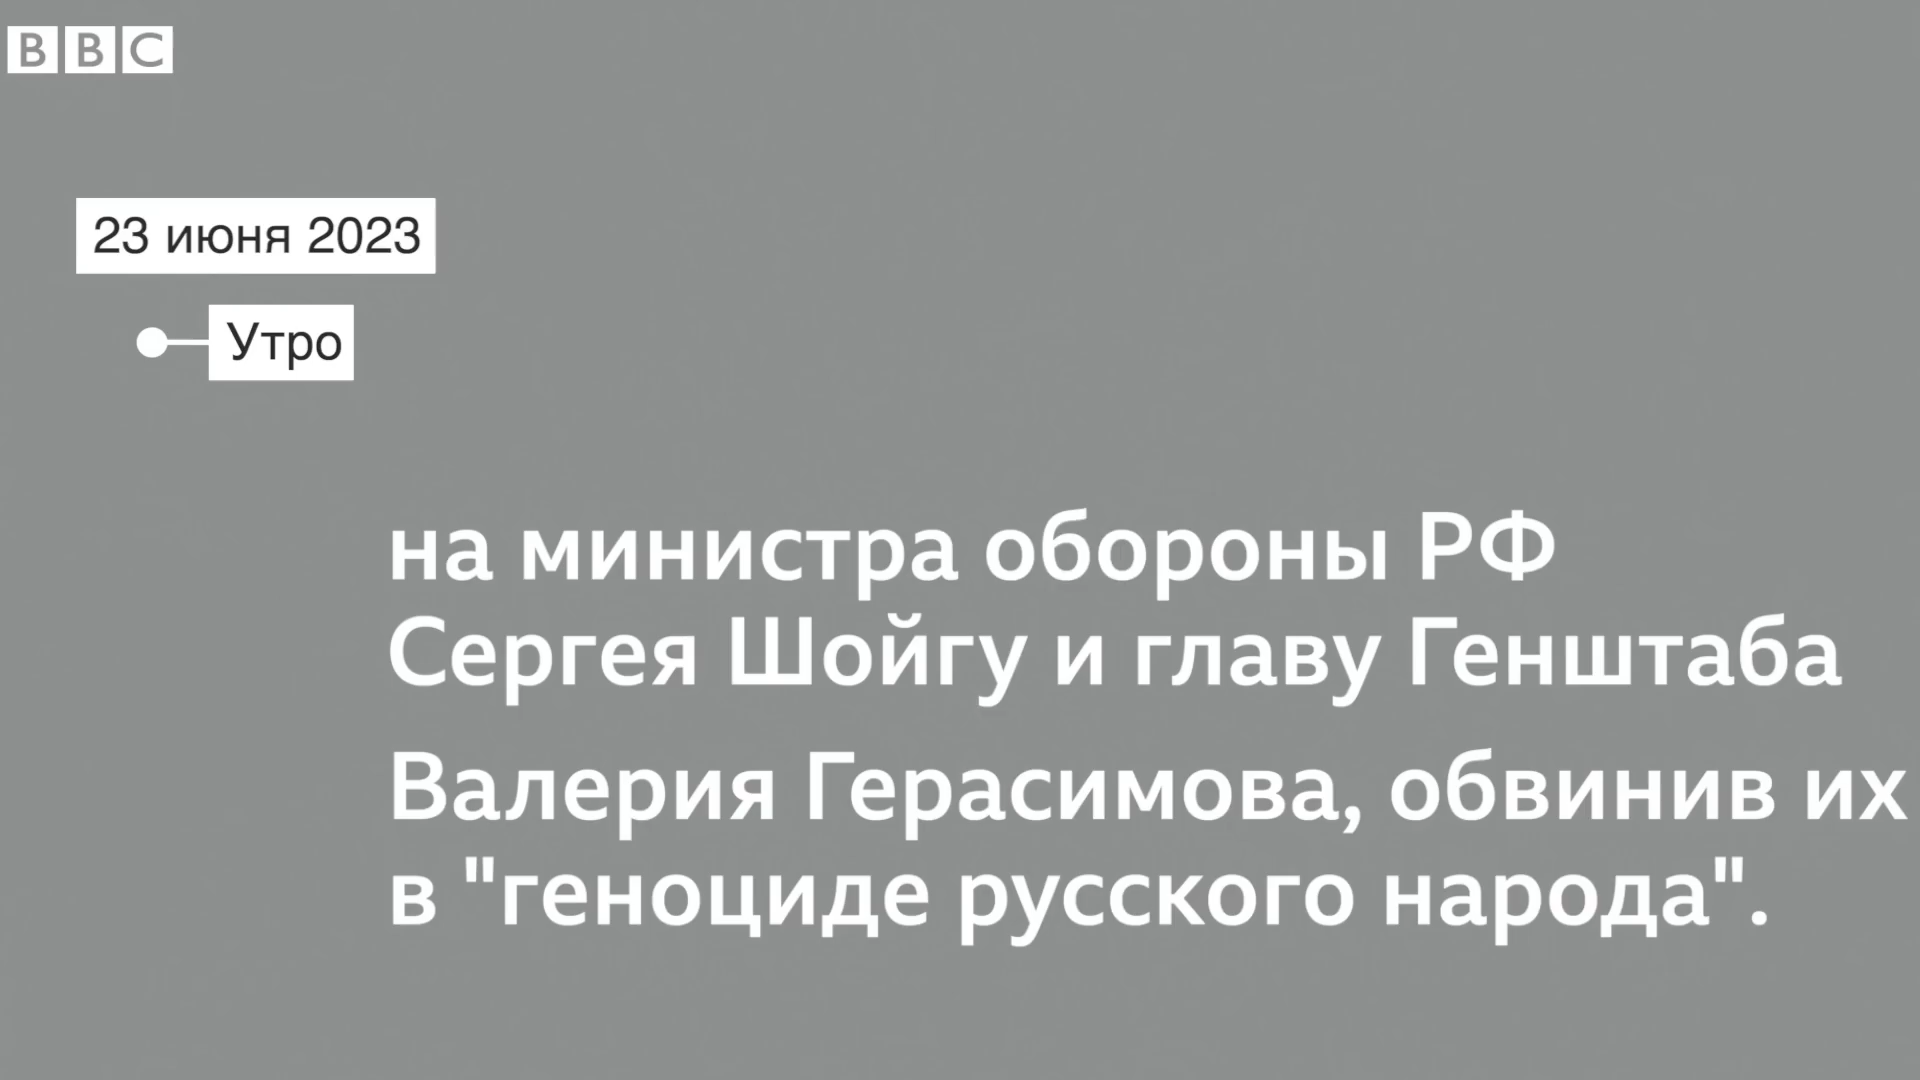 BBC
23 июня 2023
Утро
на министра обороны РФ
Сергея Шойгу и главу Генштаба
Валерия Герасимова, обвинив их
в "геноциде русского народа".